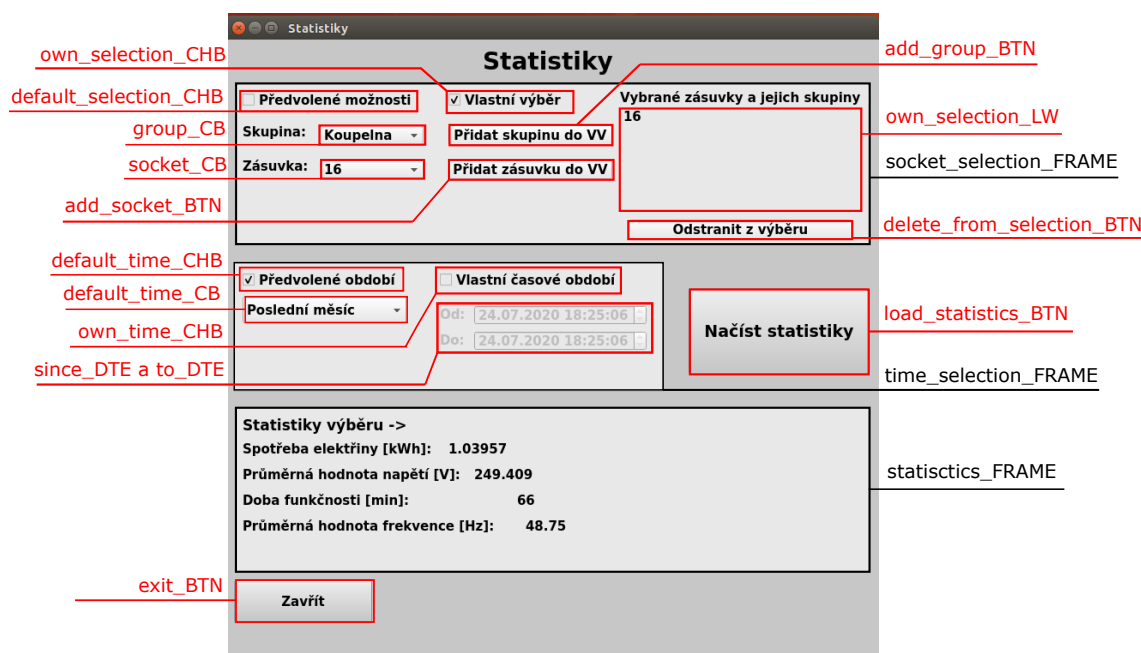 Statistiky
Statistiky
own_selection_CHB
add_group_BTN
default_selection_CHB
Předvolené možnosti
Vlastní výběr
Vybrané zásuvky a jejich skupiny
group_CB
Skupina:
Koupelna
Přidat skupinu do VV
16
own_selection_LW
socket_CB
Zásuvka:
16
Přidat zásuvku do VV
socket_selection_FRAME
add_socket_BTN
Odstranit z výběru
delete_from_selection_BTN
default_time_CHB
Předvolené období
Vlastní časové období
default_time_CB
Poslední měsíc
own_time_CHB
Od: 24.07.2020 18:25:06
Do: 24.07.2020 18:25:06
since_DTE a to_DTE
Načíst statistiky
load_statistics_BTN
time_selection_FRAME
Statistiky výběru ->
Spotřeba elektřiny [kWh]: 1.03957
Průměrná hodnota napětí [V]: 249.409
Doba funkčnosti [min]: 66
Průměrná hodnota frekvence [Hz]: 48.75
statisctics_FRAME
exit_BTN
Zavřít